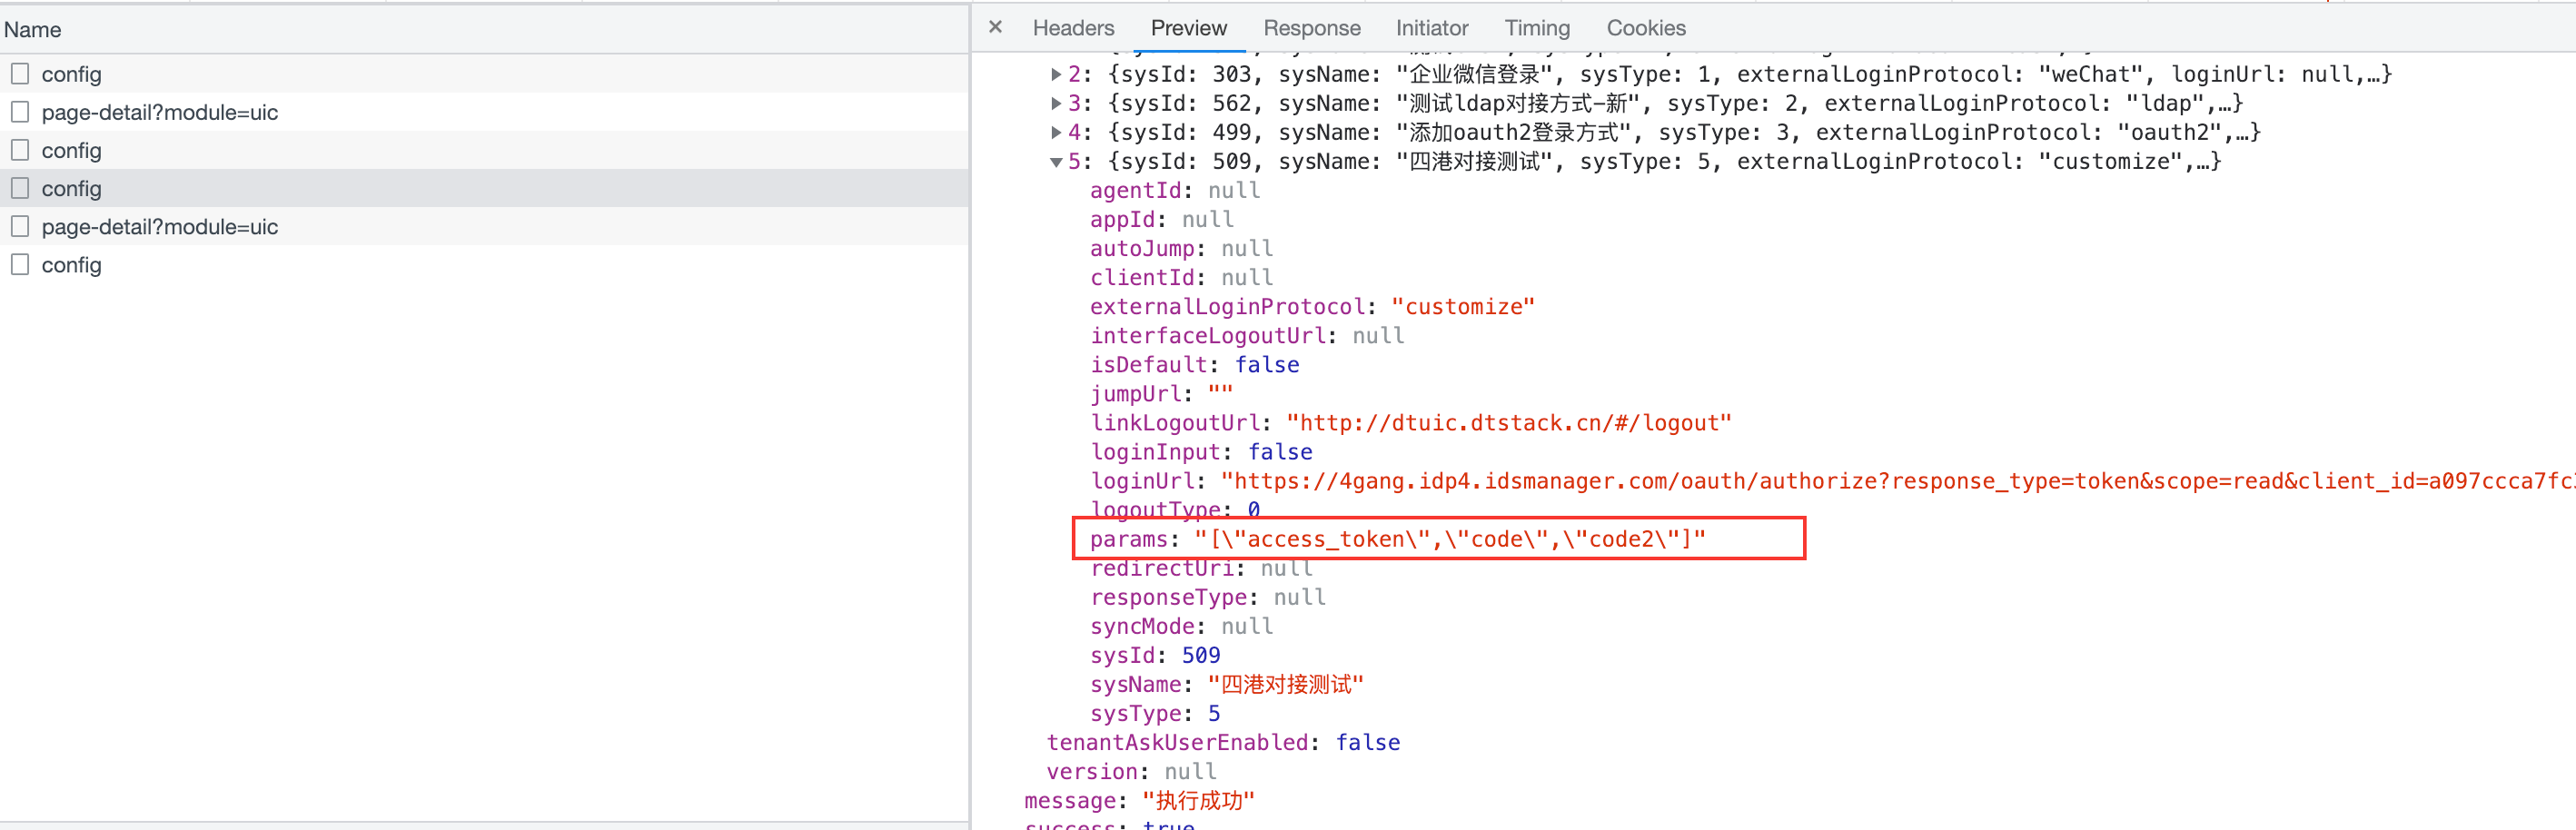 Name
config
page-detail?module=uic
config
config
page-detail?module=uic
config
× Headers Preview Response Initiator Timing Cookies
▶2: {sysId: 303, sysName: "企业微信登录", sysType: 1, externalLoginProtocol: "weChat", loginUrl: null,…}
▶3: {sysId: 562, sysName: "测试ldap对接方式-新", sysType: 2, externalLoginProtocol: "ldap",…}
▶4: {sysId: 499, sysName: "添加oauth2登录方式", sysType: 3, externalLoginProtocol: "oauth2",…}
▼5: {sysId: 509, sysName: "四港对接测试", sysType: 5, externalLoginProtocol: "customize",…}
agentId: null
appId: null
autoJump: null
clientId: null
externalLoginProtocol: "customize"
interfaceLogoutUrl: null
isDefault: false
jumpUrl: ""
linkLogoutUrl: "http://dtuic.dtstack.cn/#/logout"
loginInput: false
loginUrl: "https://4gang.idp4.idsmanager.com/oauth/authorize?response_type=token&scope=read&client_id=a097ccca7fc
logoutType: 0
params: "[\"access_token\",\"code\",\"code2\"]"
redirectUri: null
responseType: null
syncMode: null
sysId: 509
sysName: "四港对接测试"
sysType: 5
tenantAskUserEnabled: false
version: null
message: "执行成功"
success: true